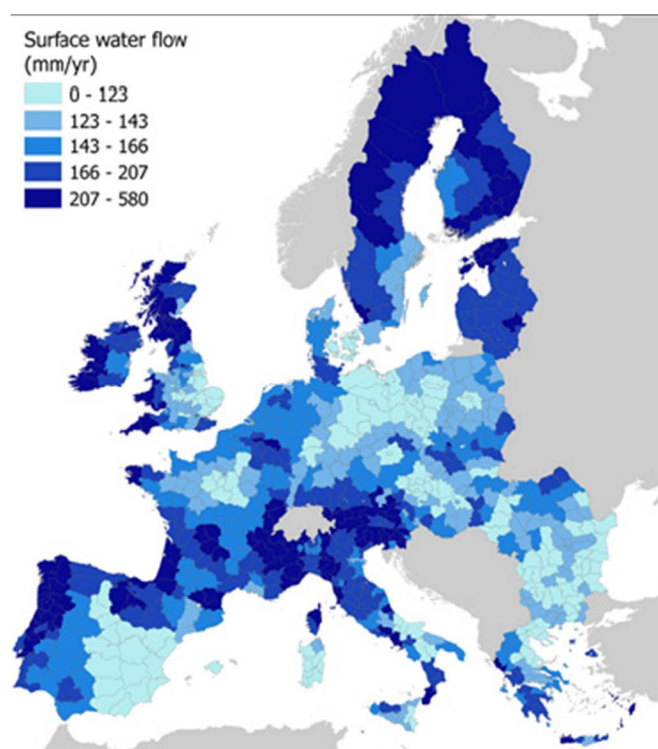 Surface water flow
(mm/yr)
0 - 123
123 - 143
143 - 166
166 - 207
207 - 580